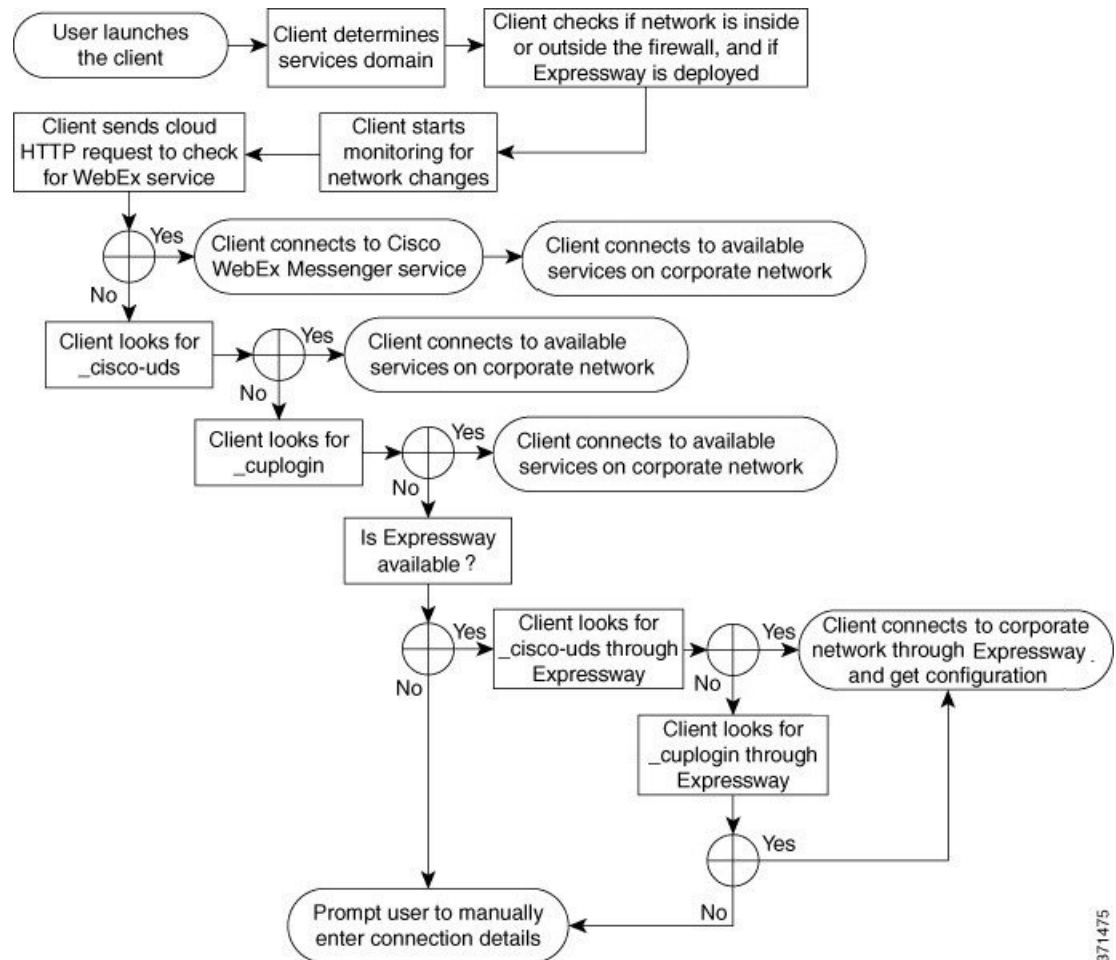 User launches
the client
Client determines
services domain
Client checks if network is inside
or outside the firewall, and if
Expressway is deployed
Client sends cloud
HTTP request to check
for WebEx service
Client starts
monitoring for
network changes
Yes
Client connects to Cisco
WebEx Messenger service
Client connects to available
services on corporate network
No
Client looks for
_cisco-uds
Yes
Client connects to available
services on corporate network
No
Client looks for
_cuplogin
Yes
Client connects to available
services on corporate network
No
Is Expressway
available ?
Yes
Client looks for
_cisco-uds through
Expressway
Yes
Client connects to corporate
network through Expressway
and get configuration
No
No
Client looks for
_cuplogin through
Expressway
Yes
No
Prompt user to manually
enter connection details
371475